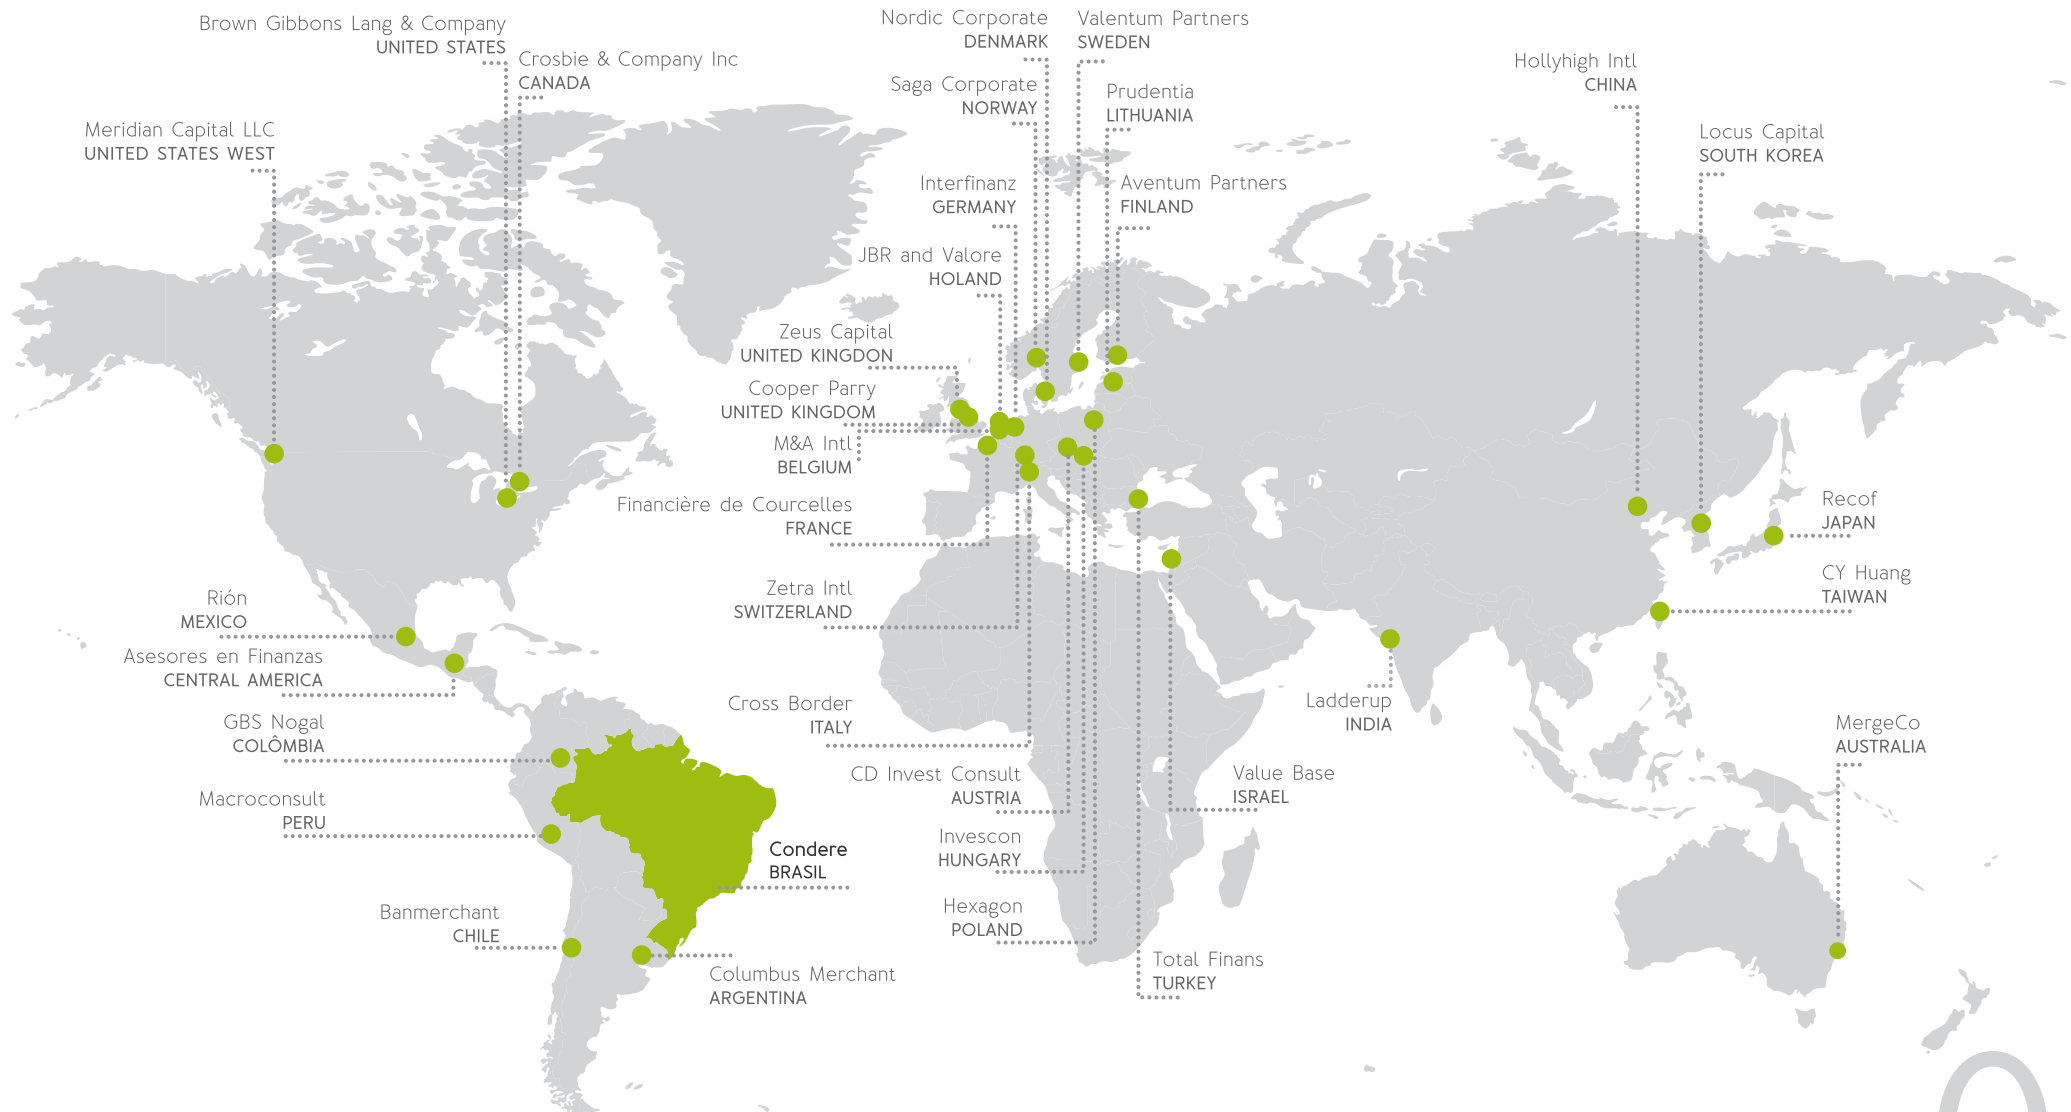 Brown Gibbons Lang & Company
UNITED STATES
Crosbie & Company Inc
CANADA
Meridian Capital LLC
UNITED STATES WEST
Nordic Corporate
DENMARK
Valentum Partners
SWEDEN
Saga Corporate
NORWAY
Prudentia
LITHUANIA
Interfinanz
GERMANY
Aventum Partners
FINLAND
JBR and Valore
HOLAND
Zeus Capital
UNITED KINGDON
Cooper Parry
UNITED KINGDOM
M&A Intl
BELGIUM
Financière de Courcelles
FRANCE
Zetra Intl
SWITZERLAND
Cross Border
ITALY
CD Invest Consult
AUSTRIA
Invescon
HUNGARY
Hexagon
POLAND
Total Finans
TURKEY
Value Base
ISRAEL
Hollyhigh Intl
CHINA
Locus Capital
SOUTH KOREA
Recof
JAPAN
CY Huang
TAIWAN
Ladderup
INDIA
MergeCo
AUSTRALIA
Rión
MEXICO
Asesores en Finanzas
CENTRAL AMERICA
GBS Nogal
COLÔMBIA
Macroconsult
PERU
Condere
BRASIL
Banmerchant
CHILE
Columbus Merchant
ARGENTINA